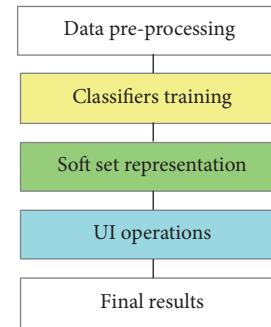 Data pre-processing
Classifiers training
Soft set representation
UI operations
Final results